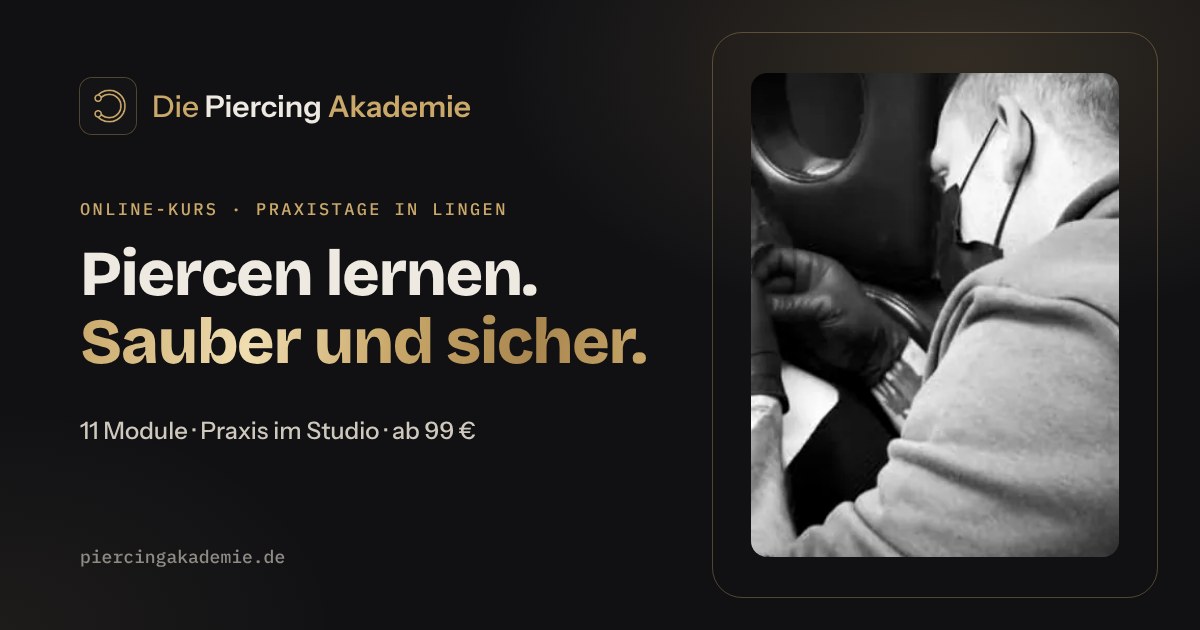 Die Piercing Akademie
ONLINE-KURS · PRAXISTAGE IN LINGEN
Piercen lernen.
Sauber und sicher.
11 Module · Praxis im Studio · ab 99 €
piercingakademie.de